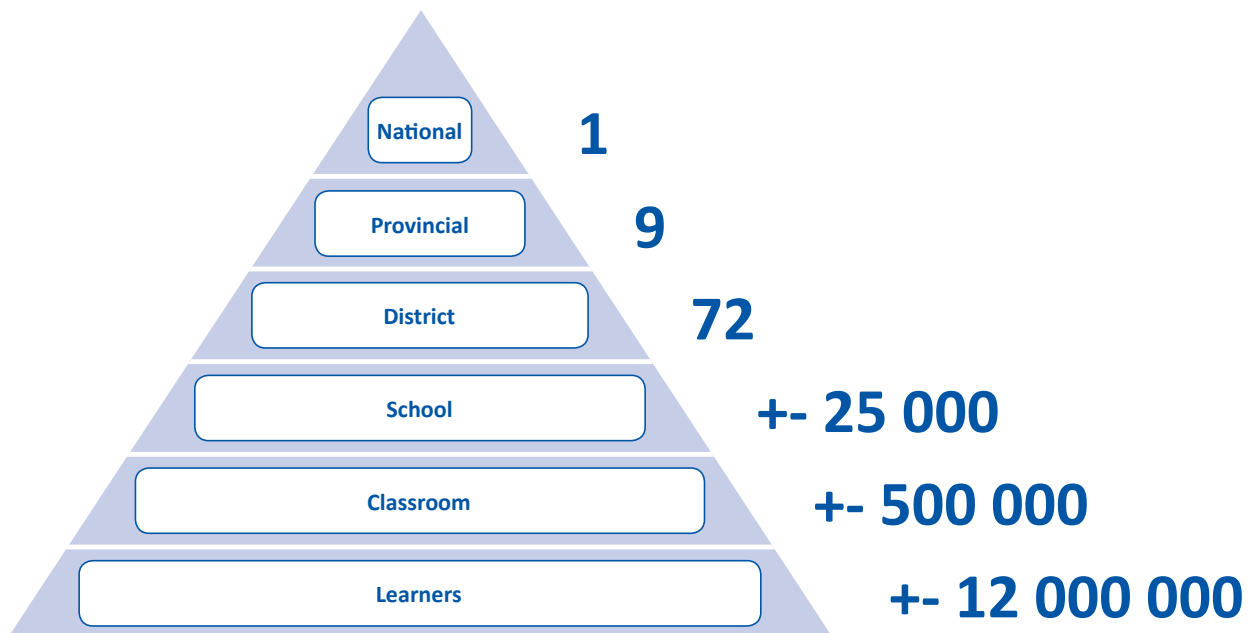 National 1
Provincial 9
District 72
School +- 25 000
Classroom +- 500 000
Learners +- 12 000 000